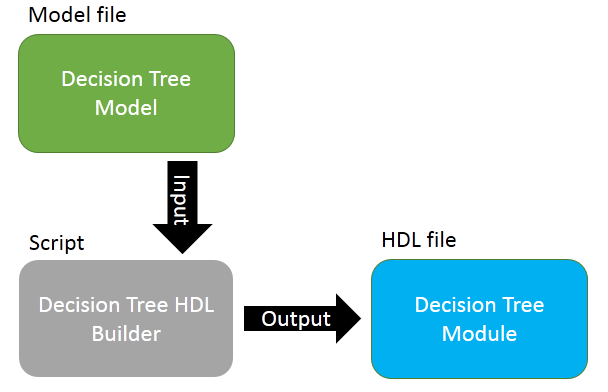 Model file
Decision Tree
Model
Input
Script
HDL file
Decision Tree HDL
Builder
Output
Decision Tree
Module